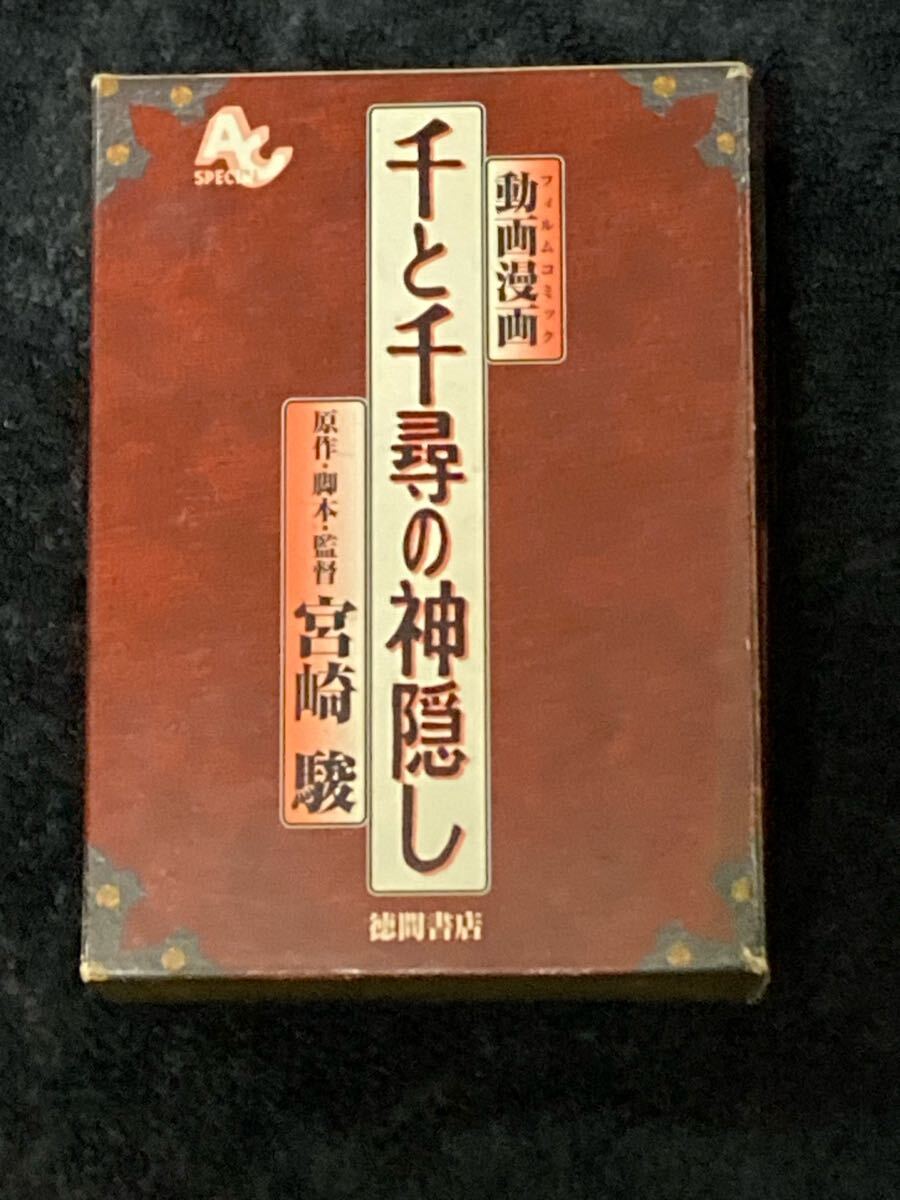 AC
SPECIAL
フィルムコミック
動画漫画
千と千尋の神隠し
原作・脚本・監督 宮崎 駿
徳間書店